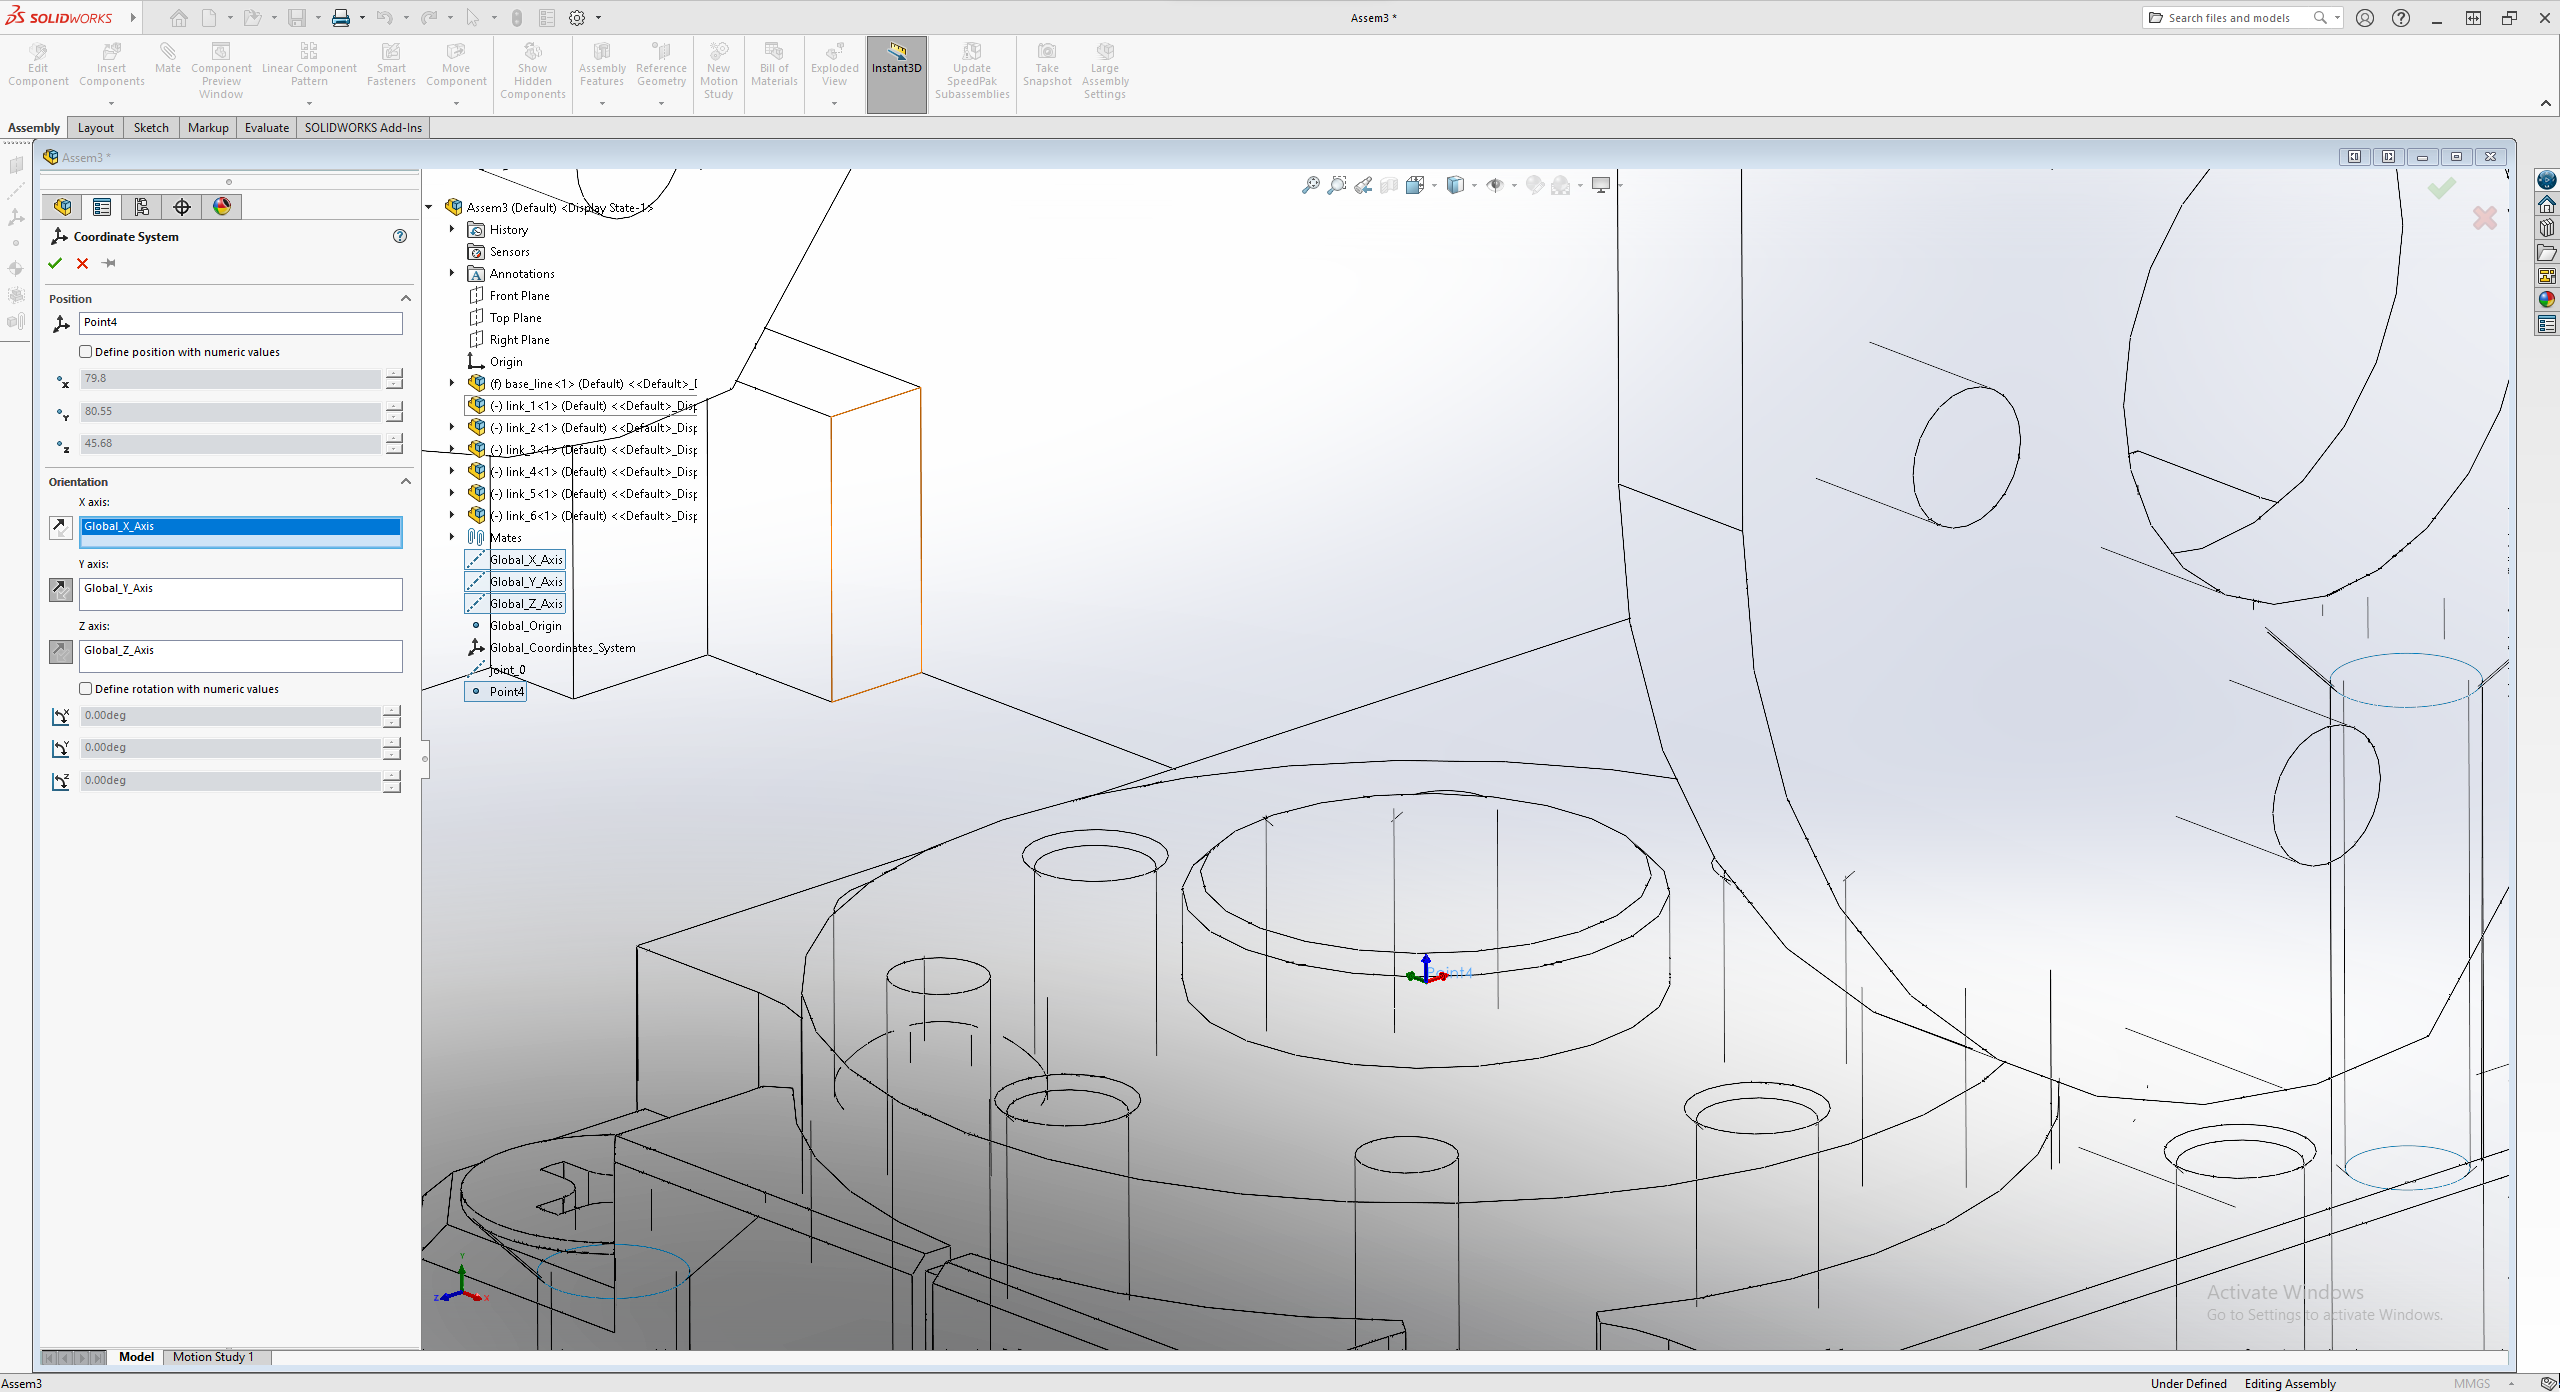 SOLIDWORKS
Assem3 *
Search files and models
Edit Component
Insert Components
Mate
Component Preview Window
Linear Component Pattern
Smart Fasteners
Move Component
Show Hidden Components
Assembly Features
Reference Geometry
New Motion Study
Bill of Materials
Exploded View
Instant3D
Update SpeedPak Subassemblies
Take Snapshot
Large Assembly Settings
Assembly
Layout
Sketch
Markup
Evaluate
SOLIDWORKS Add-Ins
Assem3 *
Coordinate System
Position
Point4
Define position with numeric values
X
79.8
Y
80.55
Z
45.68
Orientation
X axis:
Global_X_Axis
Y axis:
Global_Y_Axis
Z axis:
Global_Z_Axis
Define rotation with numeric values
0.00deg
0.00deg
0.00deg
Assem3 (Default) <Display State-1>
History
Sensors
Annotations
Front Plane
Top Plane
Right Plane
Origin
(f) base_line<1> (Default) <<Default>_D
(-) link_1<1> (Default) <<Default>_Disp
(-) link_2<1> (Default) <<Default>_Disp
(-) link_3<1> (Default) <<Default>_Disp
(-) link_4<1> (Default) <<Default>_Disp
(-) link_5<1> (Default) <<Default>_Disp
(-) link_6<1> (Default) <<Default>_Disp
Mates
Global_X_Axis
Global_Y_Axis
Global_Z_Axis
Global_Origin
Global_Coordinates_System
Joint_0
Point4
Point4
Y
Z
X
Activate Windows
Go to Settings to activate Windows.
Model
Motion Study 1
Assem3
Under Defined
Editing Assembly
MMGS